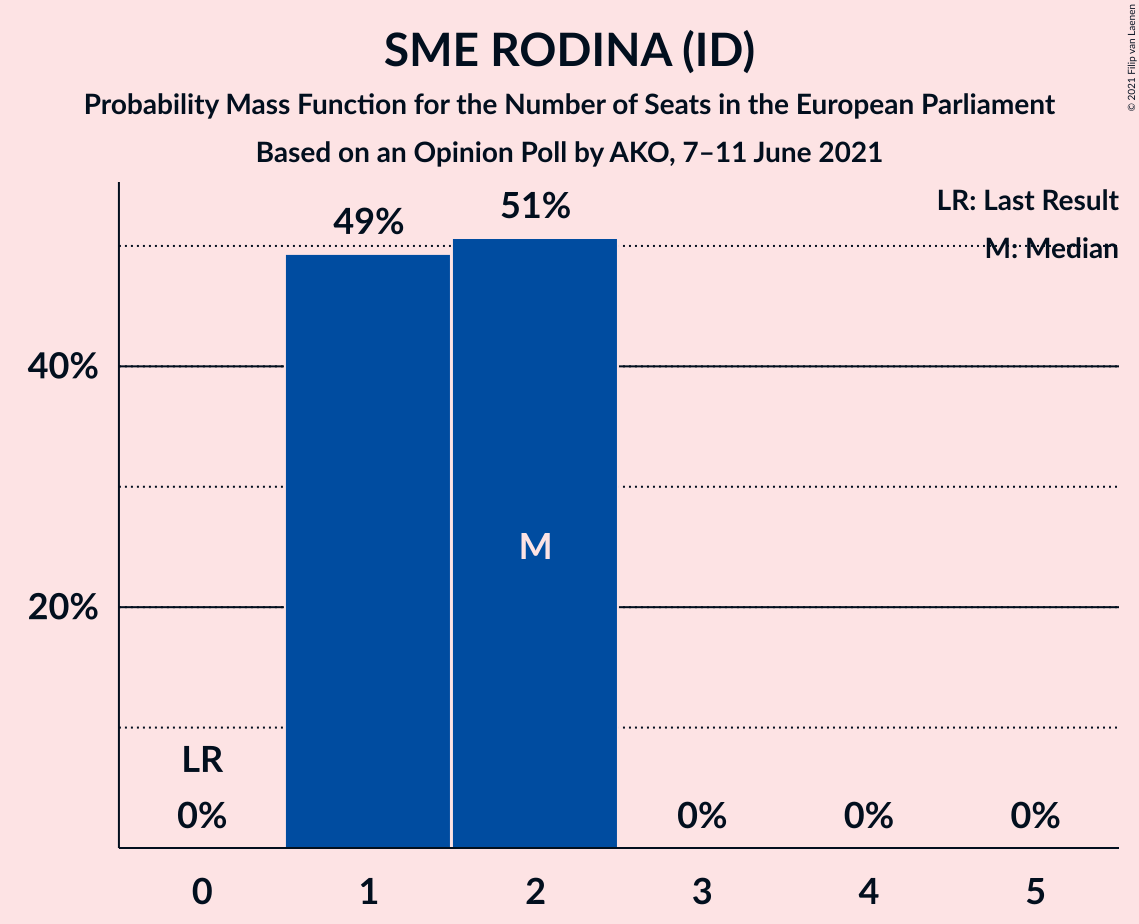 SME RODINA (ID)
Probability Mass Function for the Number of Seats in the European Parliament
Based on an Opinion Poll by AKO, 7–11 June 2021
© 2021 Filip van Laenen
LR: Last Result
M: Median
49%
51%
40%
20%
M
LR
0%
0%
0%
0%
0
1
2
3
4
5